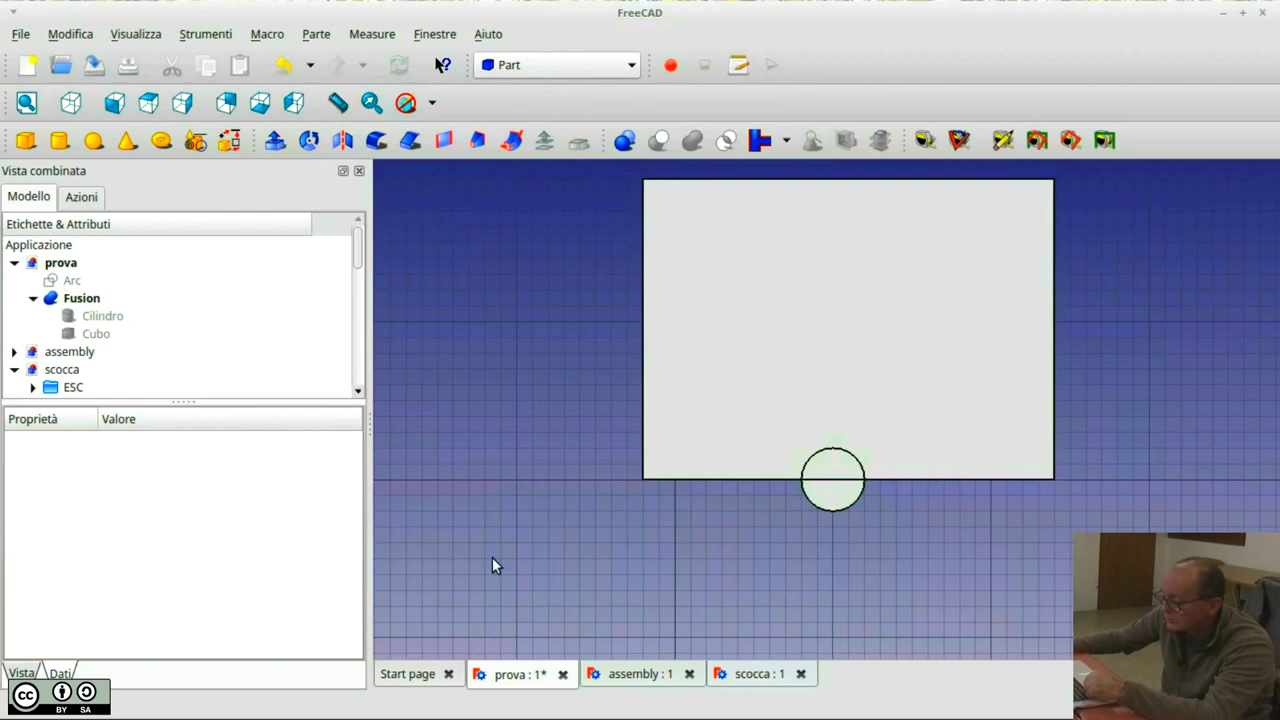 FreeCAD
File Modifica Visualizza Strumenti Macro Parte Measure Finestre Aiuto
Part
Vista combinata
Modello Azioni
Etichette & Attributi
Applicazione
prova
Arc
Fusion
Cilindro
Cubo
assembly
scocca
ESC
Proprietà Valore
Vista Dati
Start page prova : 1* assembly : 1 scocca : 1
cc
BY SA